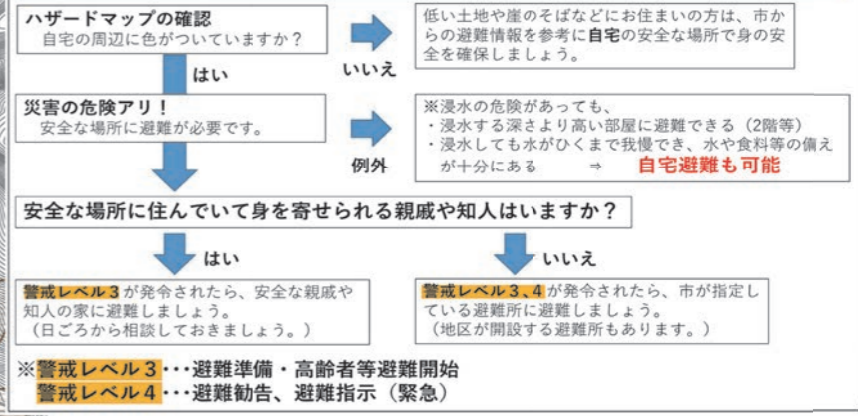 ハザードマップの確認
自宅の周辺に色がついていますか？
いいえ
低い土地や崖のそばなどにお住まいの方は、市か
らの避難情報を参考に自宅の安全な場所で身の安
全を確保しましょう。
はい
災害の危険アリ！
安全な場所に避難が必要です。
例外
※浸水の危険があっても、
・浸水する深さより高い部屋に避難できる（2階等）
・浸水しても水がひくまで我慢でき、水や食料等の備え
が十分にある ⇒ 自宅避難も可能
安全な場所に住んでいて身を寄せられる親戚や知人はいますか？
はい
いいえ
警戒レベル3が発令されたら、安全な親戚や
知人の家に避難しましょう。
（日ごろから相談しておきましょう。）
警戒レベル3、4が発令されたら、市が指定し
ている避難所に避難しましょう。
（地区が開設する避難所もあります。）
※警戒レベル3･･･避難準備・高齢者等避難開始
警戒レベル4･･･避難勧告、避難指示（緊急）